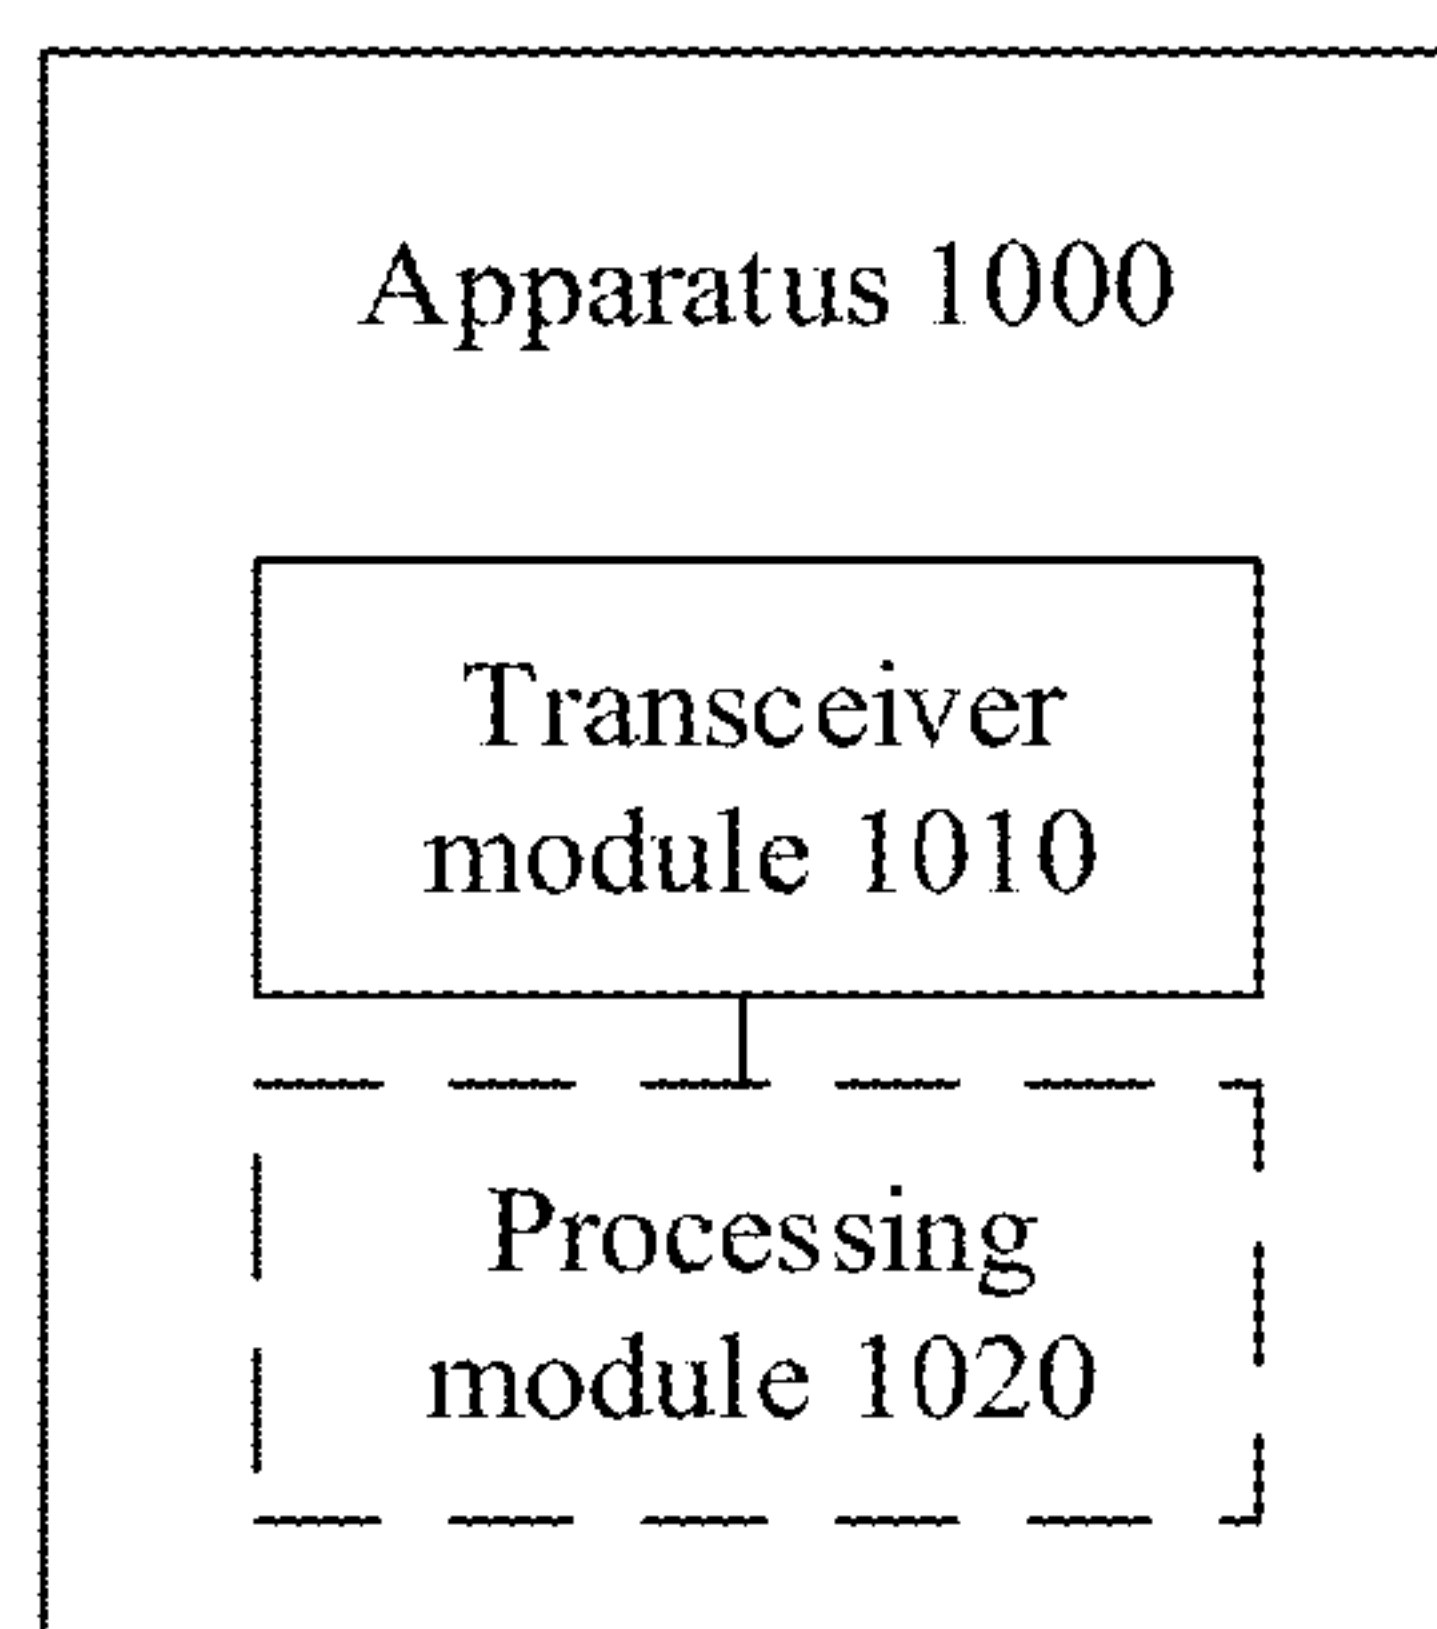 Apparatus 1000
Transceiver
module 1010
Processing
module 1020